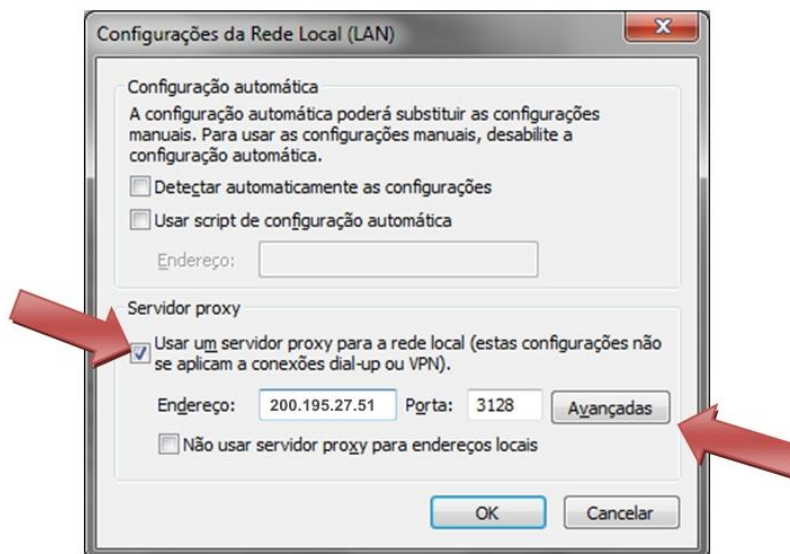 Configurações da Rede Local (LAN)
Configuração automática
A configuração automática poderá substituir as configurações
manuais. Para usar as configurações manuais, desabilite a
configuração automática.
Detectar automaticamente as configurações
Usar script de configuração automática
Endereço:
Servidor proxy
Usar um servidor proxy para a rede local (estas configurações não
se aplicam a conexões dial-up ou VPN).
Endereço: 200.195.27.51 Porta: 3128 Avançadas
Não usar servidor proxy para endereços locais
OK Cancelar